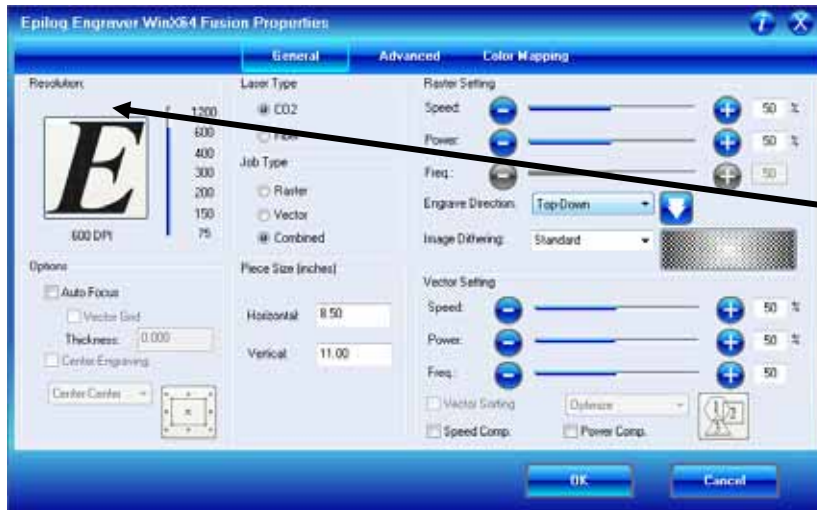 Epilog Engraver WinX64 Fusion Properties
General Advanced Color Mapping
Resolution:
E
1200
600
400
300
200
150
75
600 DPI
Options
Auto Focus
Vector Grid
Thickness: 0.000
Center Engraving
Center-Center
Laser Type
CO2
Fiber
Job Type
Raster
Vector
Combined
Piece Size (inches)
Horizontal 8.50
Vertical 11.00
Raster Setting
Speed: 50 %
Power: 50 %
Freq.: 50
Engrave Direction: Top-Down
Image Dithering: Standard
Vector Setting
Speed: 50 %
Power: 50 %
Freq.: 50
Vector Sorting Optimize
1 2 3
Speed Comp. Power Comp.
OK Cancel